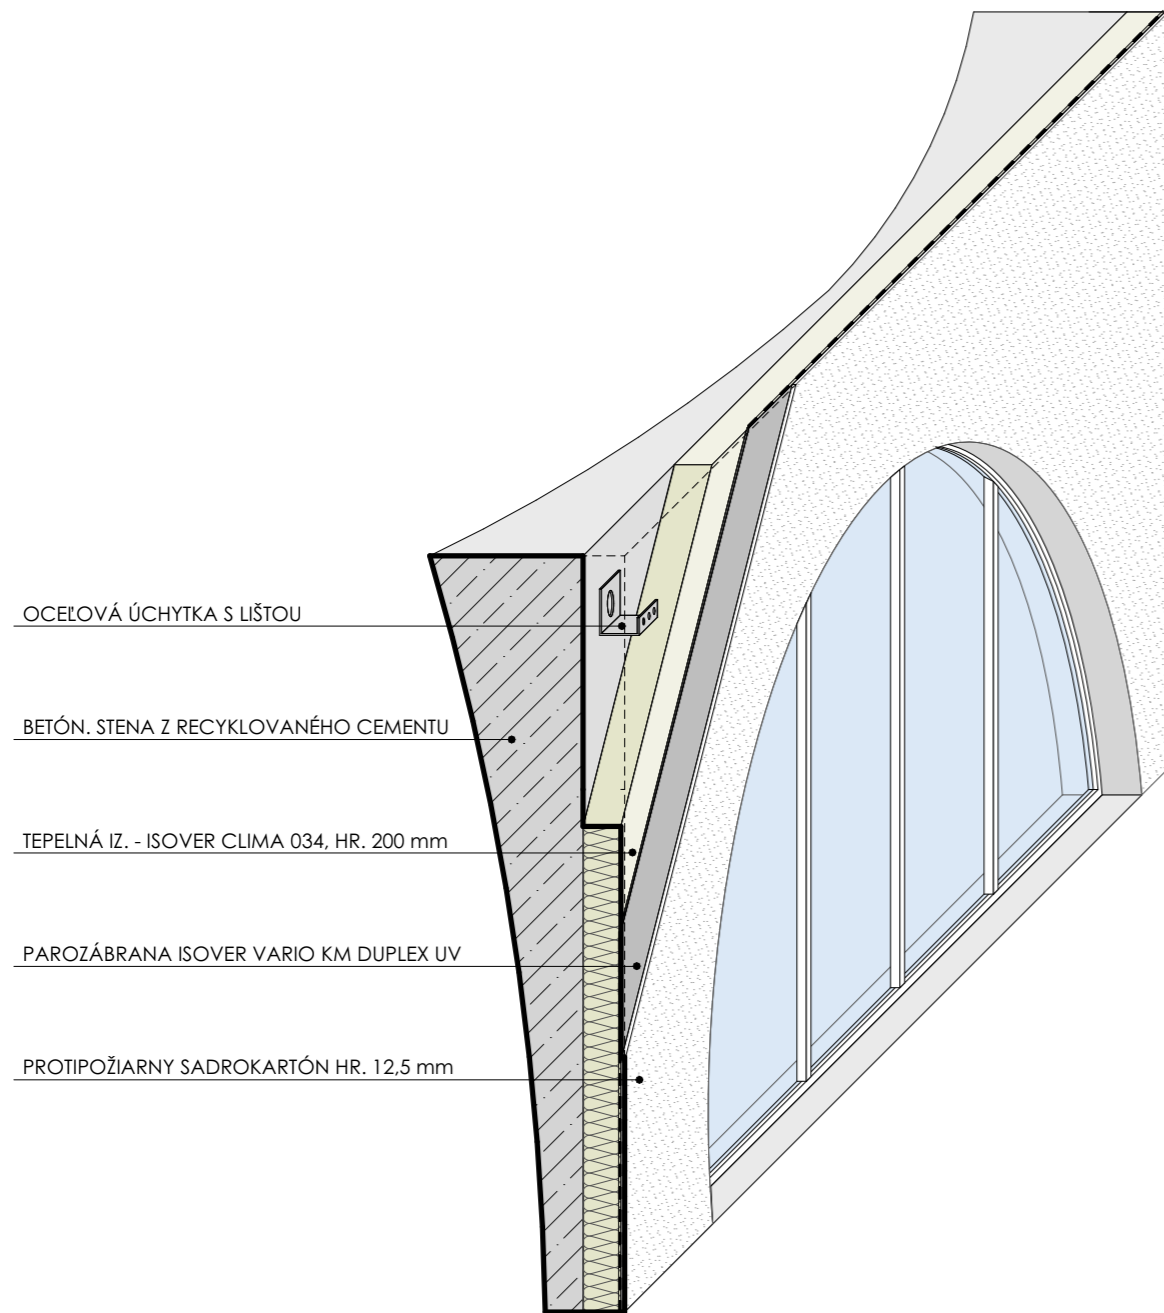 OCEĽOVÁ ÚCHYTKA S LIŠTOU
BETÓN. STENA Z RECYKLOVANÉHO CEMENTU
TEPELNÁ IZ. - ISOVER CLIMA 034, HR. 200 mm
PAROZÁBRANA ISOVER VARIO KM DUPLEX UV
PROTIPOŽIARNY SADROKARTÓN HR. 12,5 mm